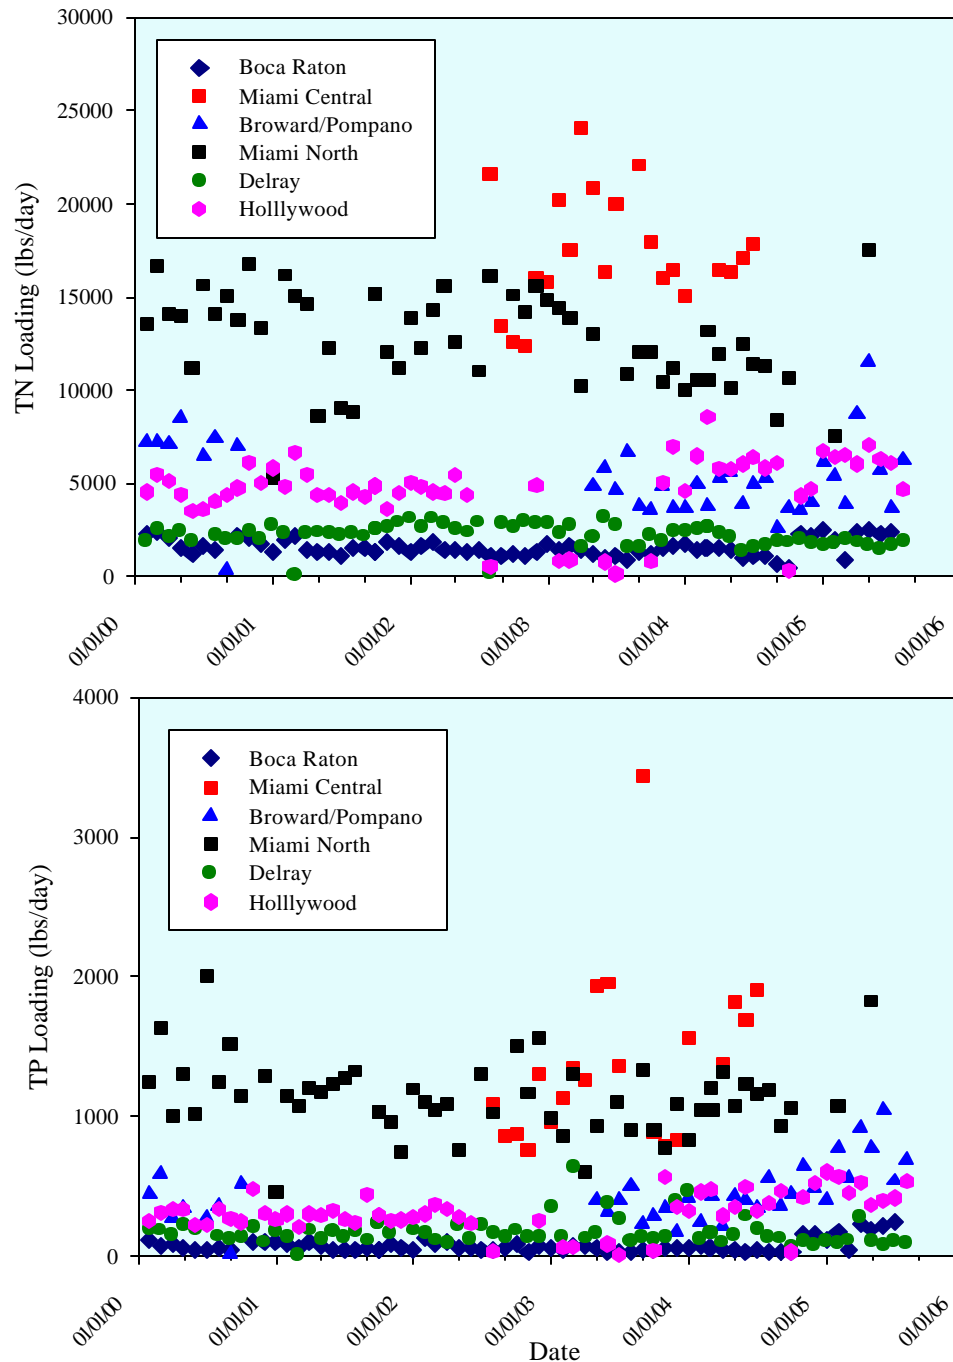 30000
25000
20000
15000
10000
5000
0
TN Loading (lbs/day)
Boca Raton
Miami Central
Broward/Pompano
Miami North
Delray
Holllywood
01/01/00
01/01/01
01/01/02
01/01/03
01/01/04
01/01/05
01/01/06
4000
3000
2000
1000
0
TP Loading (lbs/day)
Boca Raton
Miami Central
Broward/Pompano
Miami North
Delray
Holllywood
01/01/00
01/01/01
01/01/02
01/01/03
01/01/04
01/01/05
01/01/06
Date